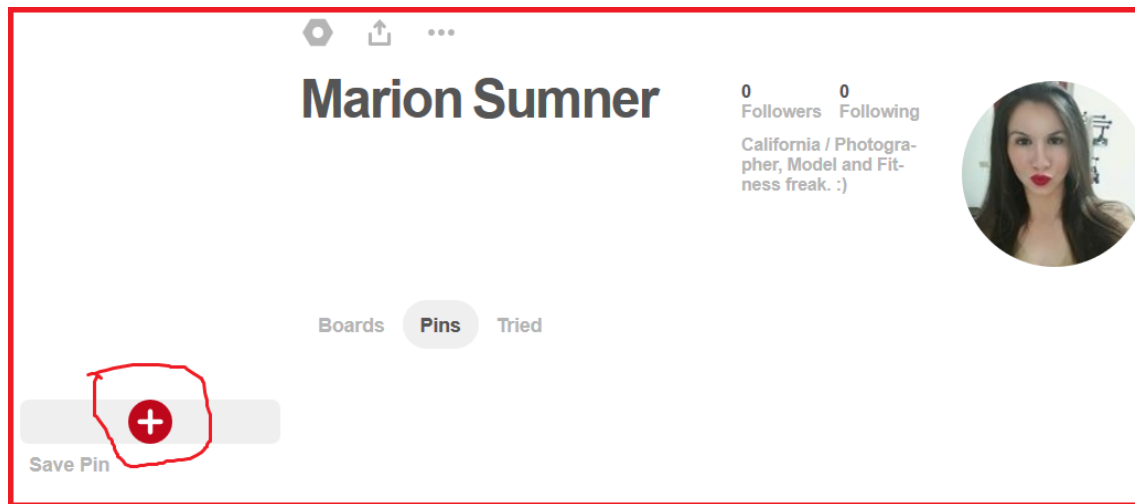 Marion Sumner
0 0
Followers Following
California / Photogra-
pher, Model and Fit-
ness freak. :)
Boards Pins Tried
Save Pin